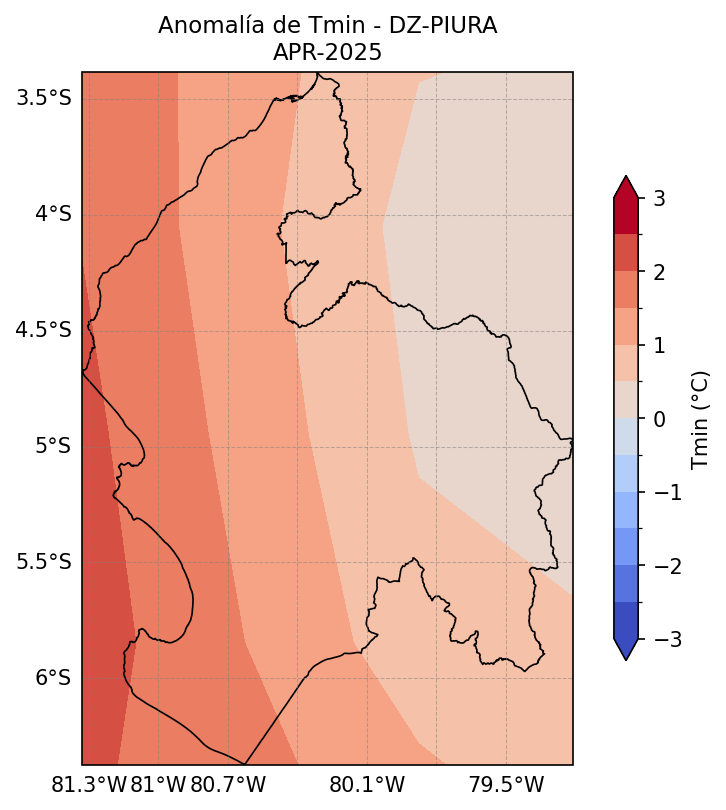 Anomalía de Tmin - DZ-PIURA
APR-2025
3.5°S
4°S
4.5°S
5°S
5.5°S
6°S
81.3°W 81°W 80.7°W 80.1°W 79.5°W
3
2
1
0
−1
−2
−3
Tmin (°C)